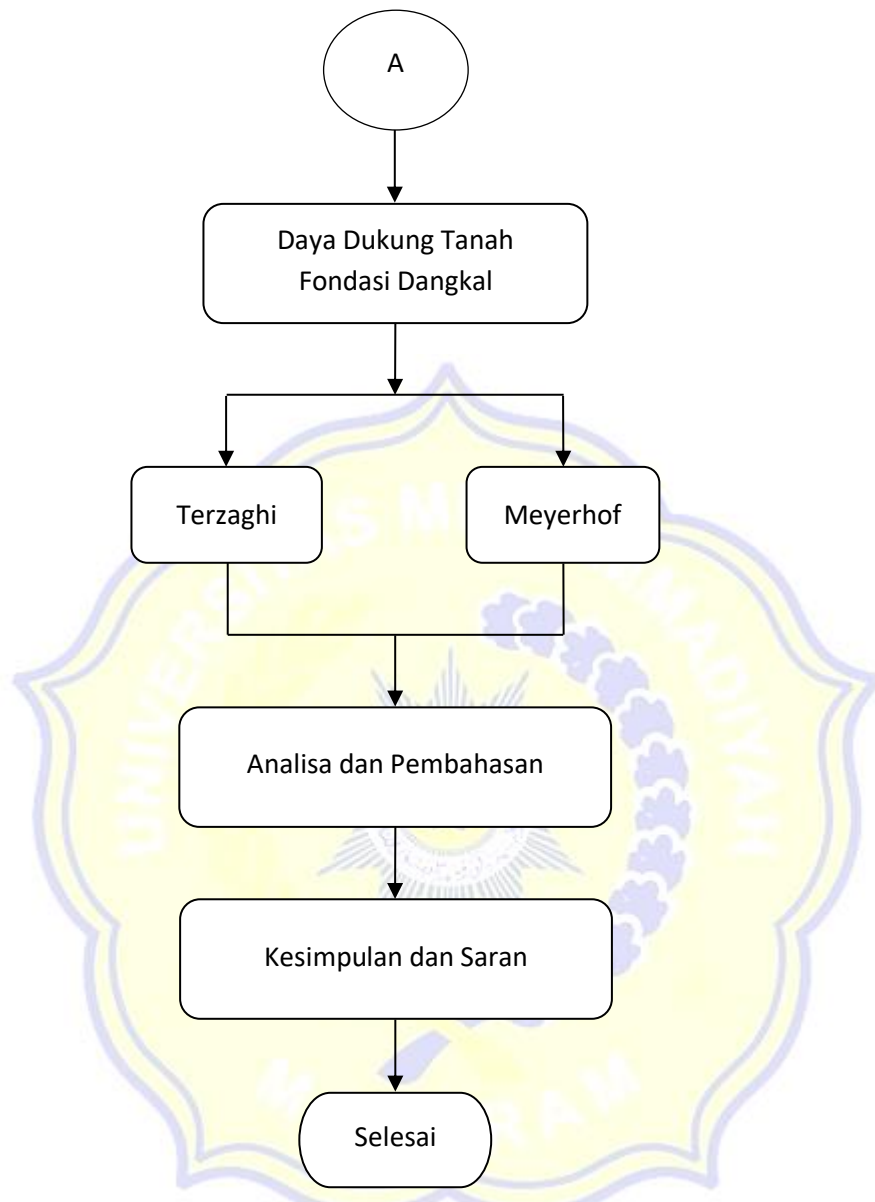 A
Daya Dukung Tanah
Fondasi Dangkal
Terzaghi
Meyerhof
Analisa dan Pembahasan
Kesimpulan dan Saran
Selesai